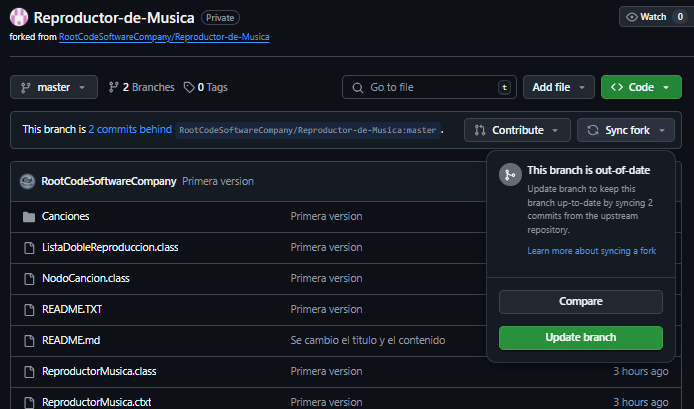 Reproductor-de-Musica Private Watch 0
forked from RootCodeSoftwareCompany/Reproductor-de-Musica
master 2 Branches 0 Tags Go to file t Add file Code
This branch is 2 commits behind RootCodeSoftwareCompany/Reproductor-de-Musica:master . Contribute Sync fork
This branch is out-of-date
Update branch to keep this
branch up-to-date by syncing 2
commits from the upstream
repository.
Learn more about syncing a fork
Compare
Update branch
RootCodeSoftwareCompany Primera version
Canciones Primera version
ListaDobleReproduccion.class Primera version
NodoCancion.class Primera version
README.TXT Primera version
README.md Se cambo el titulo y el contenido
ReproductorMusica.class Primera version 3 hours ago
ReproductorMusica.ctxt Primera version 3 hours ago